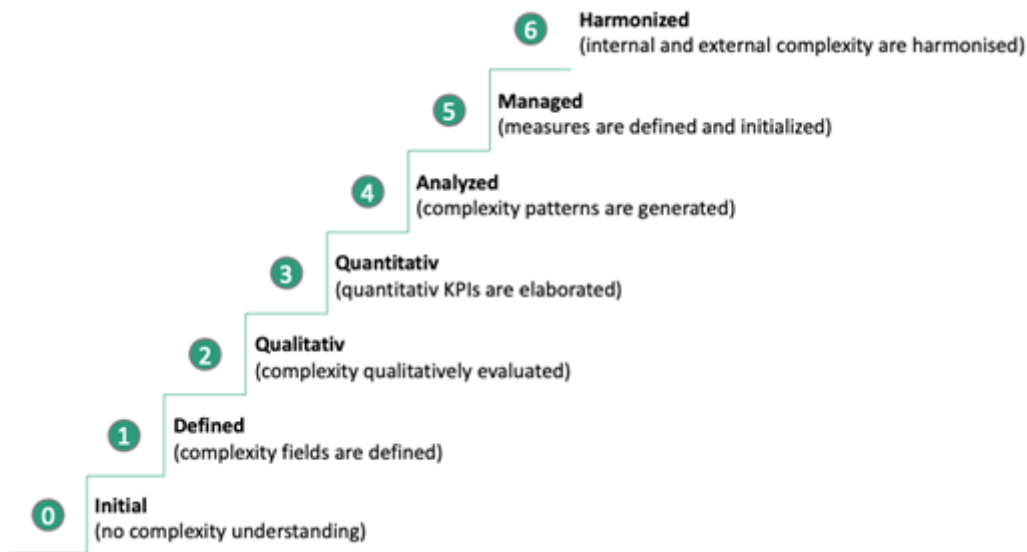 6
Harmonized
(internal and external complexity are harmonised)
5
Managed
(measures are defined and initialized)
4
Analyzed
(complexity patterns are generated)
3
Quantitativ
(quantitativ KPIs are elaborated)
2
Qualitativ
(complexity qualitatively evaluated)
1
Defined
(complexity fields are defined)
0
Initial
(no complexity understanding)